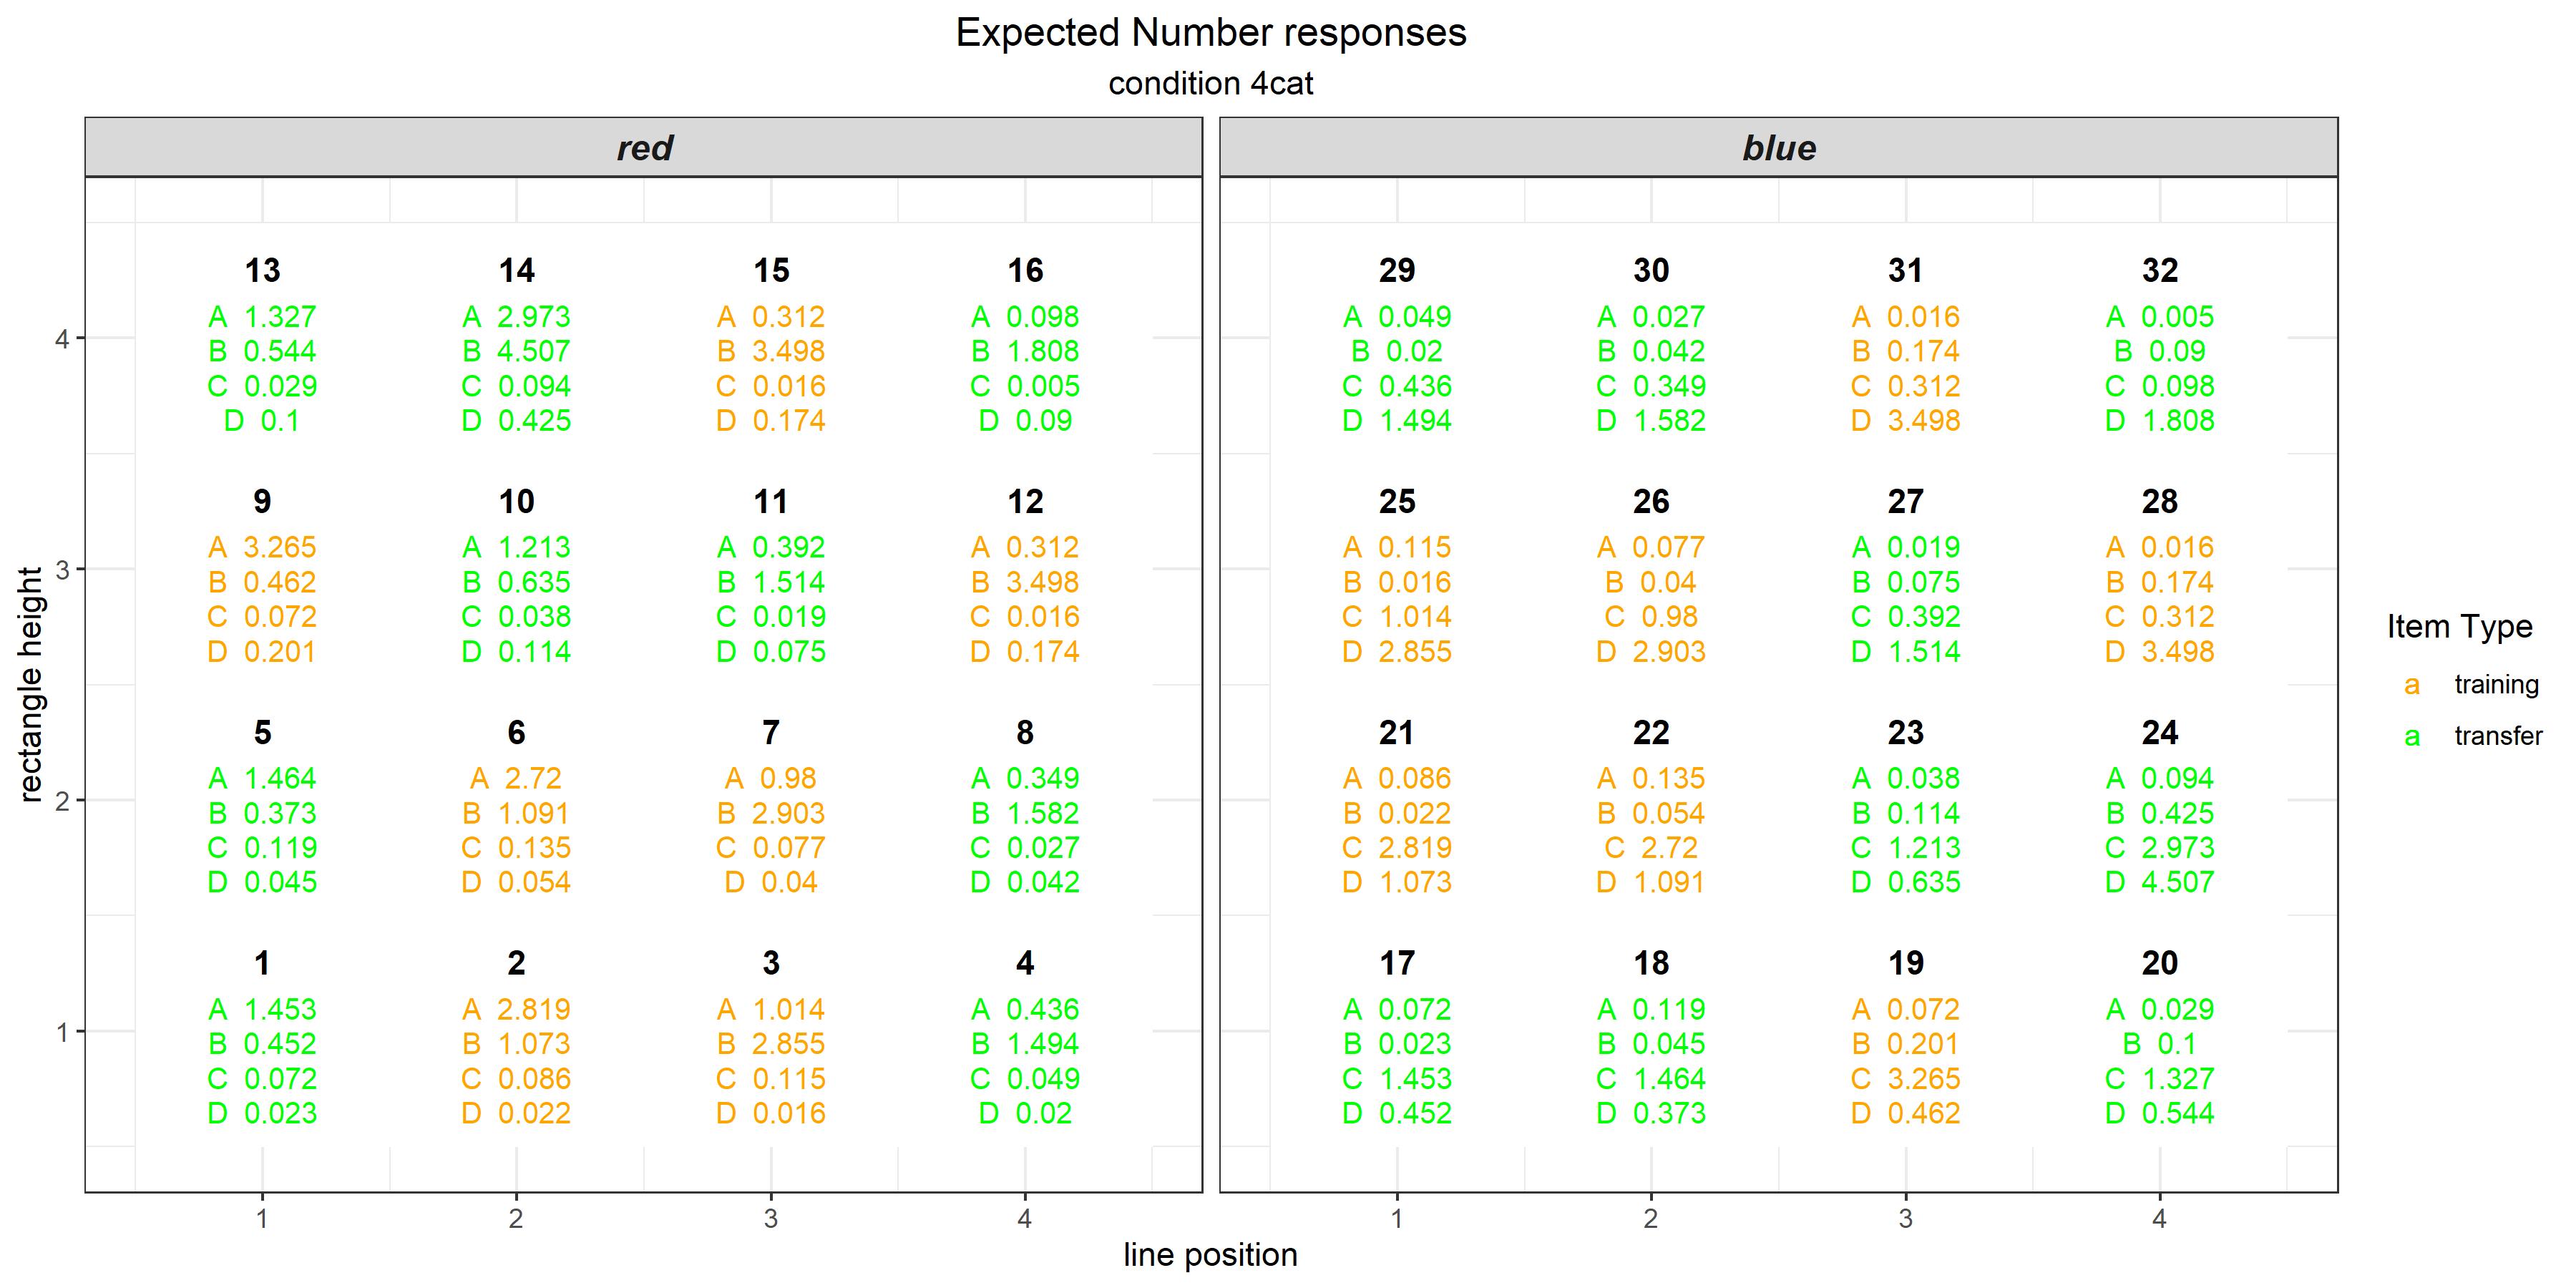 Expected Number responses
condition 4cat
red
blue
13 14 15 16 29 30 31 32
A 1.327 A 2.973 A 0.312 A 0.098 A 0.049 A 0.027 A 0.016 A 0.005
4 B 0.544 B 4.507 B 3.498 B 1.808 B 0.02 B 0.042 B 0.174 B 0.09
C 0.029 C 0.094 C 0.016 C 0.005 C 0.436 C 0.349 C 0.312 C 0.098
D 0.1 D 0.425 D 0.174 D 0.09 D 1.494 D 1.582 D 3.498 D 1.808
9 10 11 12 25 26 27 28
A 3.265 A 1.213 A 0.392 A 0.312 A 0.115 A 0.077 A 0.019 A 0.016
3 B 0.462 B 0.635 B 1.514 B 3.498 B 0.016 B 0.04 B 0.075 B 0.174
C 0.072 C 0.038 C 0.019 C 0.016 C 1.014 C 0.98 C 0.392 C 0.312
D 0.201 D 0.114 D 0.075 D 0.174 D 2.855 D 2.903 D 1.514 D 3.498
5 6 7 8 21 22 23 24
A 1.464 A 2.72 A 0.98 A 0.349 A 0.086 A 0.135 A 0.038 A 0.094
2 B 0.373 B 1.091 B 2.903 B 1.582 B 0.022 B 0.054 B 0.114 B 0.425
C 0.119 C 0.135 C 0.077 C 0.027 C 2.819 C 2.72 C 1.213 C 2.973
D 0.045 D 0.054 D 0.04 D 0.042 D 1.073 D 1.091 D 0.635 D 4.507
1 2 3 4 17 18 19 20
A 1.453 A 2.819 A 1.014 A 0.436 A 0.072 A 0.119 A 0.072 A 0.029
1 B 0.452 B 1.073 B 2.855 B 1.494 B 0.023 B 0.045 B 0.201 B 0.1
C 0.072 C 0.086 C 0.115 C 0.049 C 1.453 C 1.464 C 3.265 C 1.327
D 0.023 D 0.022 D 0.016 D 0.02 D 0.452 D 0.373 D 0.462 D 0.544
1 2 3 4 1 2 3 4
line position
rectangle height
Item Type
a training
a transfer